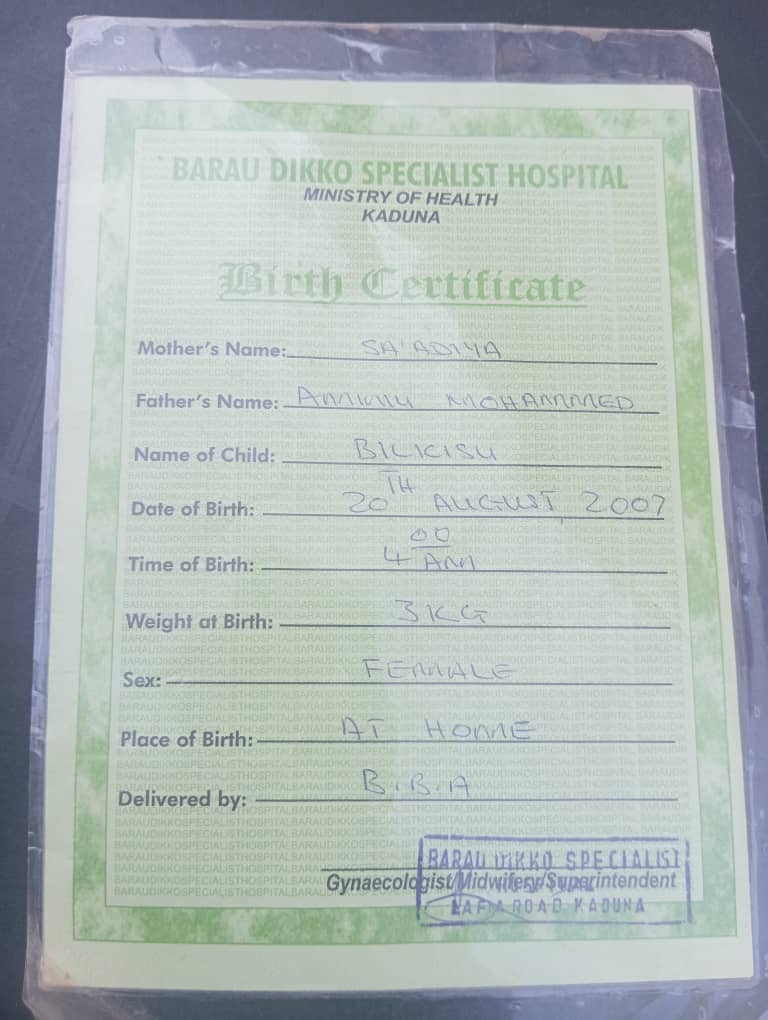 BARAU DIKKO SPECIALIST HOSPITAL
MINISTRY OF HEALTH
KADUNA
Birth Certificate
Mother's Name: SA'ADIYA
Father's Name: AMINU MOHAMMED
Name of Child: BILKISU
Date of Birth: 20TH AUGUST, 2007
Time of Birth: 4 00 AM
Weight at Birth: 3KG
Sex: FEMALE
Place of Birth: AT HOME
Delivered by: B.B.A
BARAU DIKKO SPECIALIST
Gynaecologist/Midwifery/Superintendent
HOSPITAL
LAFIA ROAD KADUNA